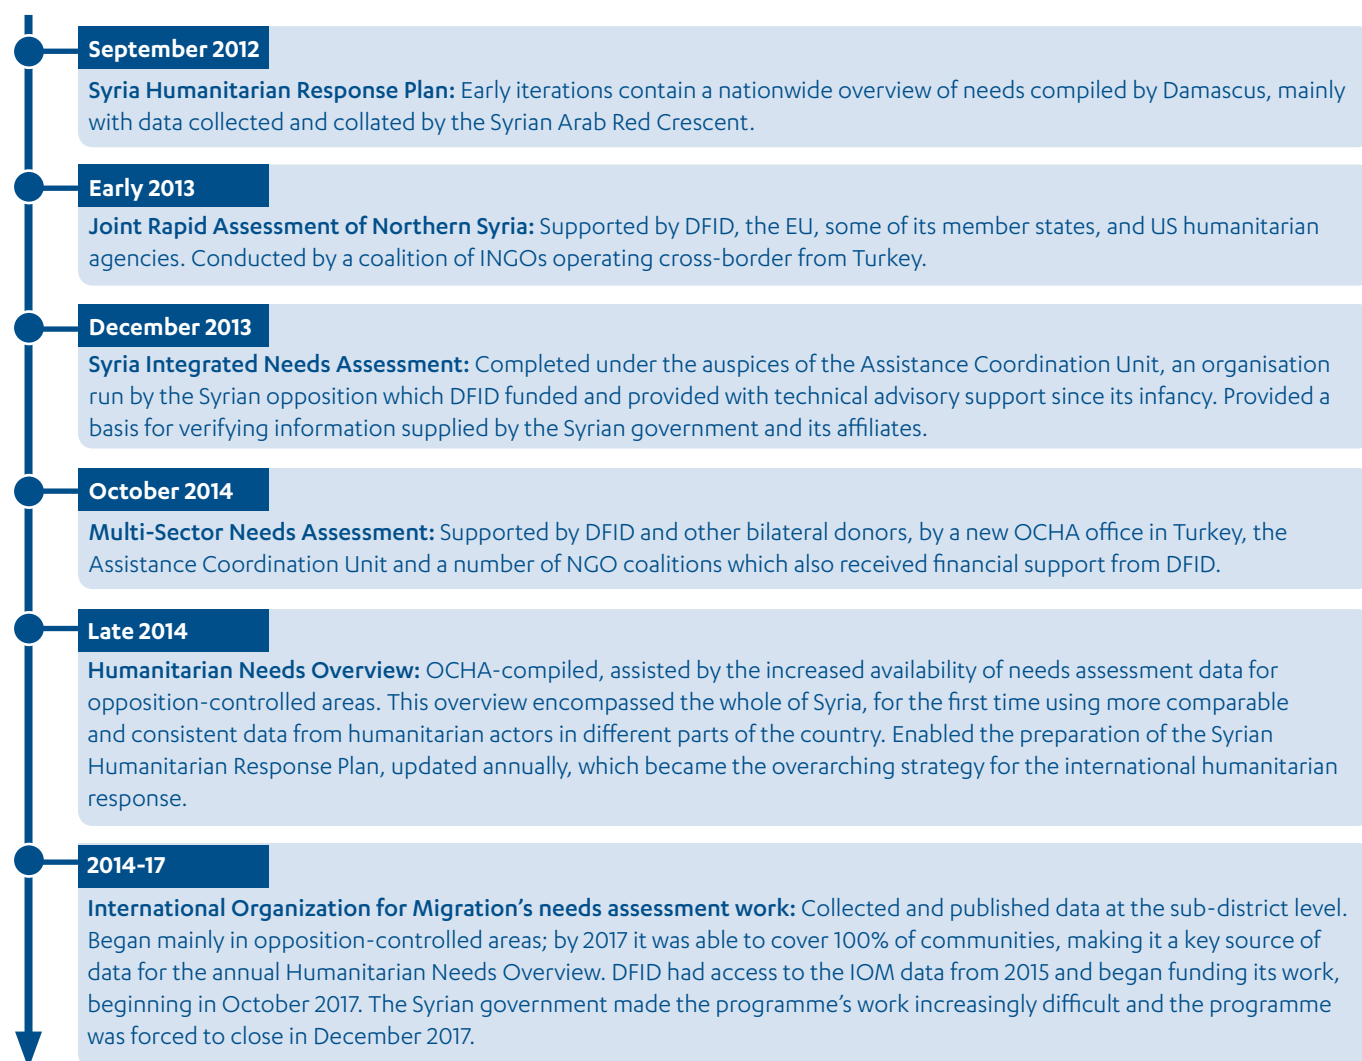 September 2012
Syria Humanitarian Response Plan: Early iterations contain a nationwide overview of needs compiled by Damascus, mainly
with data collected and collated by the Syrian Arab Red Crescent.
Early 2013
Joint Rapid Assessment of Northern Syria: Supported by DFID, the EU, some of its member states, and US humanitarian
agencies. Conducted by a coalition of INGOs operating cross-border from Turkey.
December 2013
Syria Integrated Needs Assessment: Completed under the auspices of the Assistance Coordination Unit, an organisation
run by the Syrian opposition which DFID funded and provided with technical advisory support since its infancy. Provided a
basis for verifying information supplied by the Syrian government and its affiliates.
October 2014
Multi-Sector Needs Assessment: Supported by DFID and other bilateral donors, by a new OCHA office in Turkey, the
Assistance Coordination Unit and a number of NGO coalitions which also received financial support from DFID.
Late 2014
Humanitarian Needs Overview: OCHA-compiled, assisted by the increased availability of needs assessment data for
opposition-controlled areas. This overview encompassed the whole of Syria, for the first time using more comparable
and consistent data from humanitarian actors in different parts of the country. Enabled the preparation of the Syrian
Humanitarian Response Plan, updated annually, which became the overarching strategy for the international humanitarian
response.
2014-17
International Organization for Migration's needs assessment work: Collected and published data at the sub-district level.
Began mainly in opposition-controlled areas; by 2017 it was able to cover 100% of communities, making it a key source of
data for the annual Humanitarian Needs Overview. DFID had access to the IOM data from 2015 and began funding its work,
beginning in October 2017. The Syrian government made the programme's work increasingly difficult and the programme
was forced to close in December 2017.